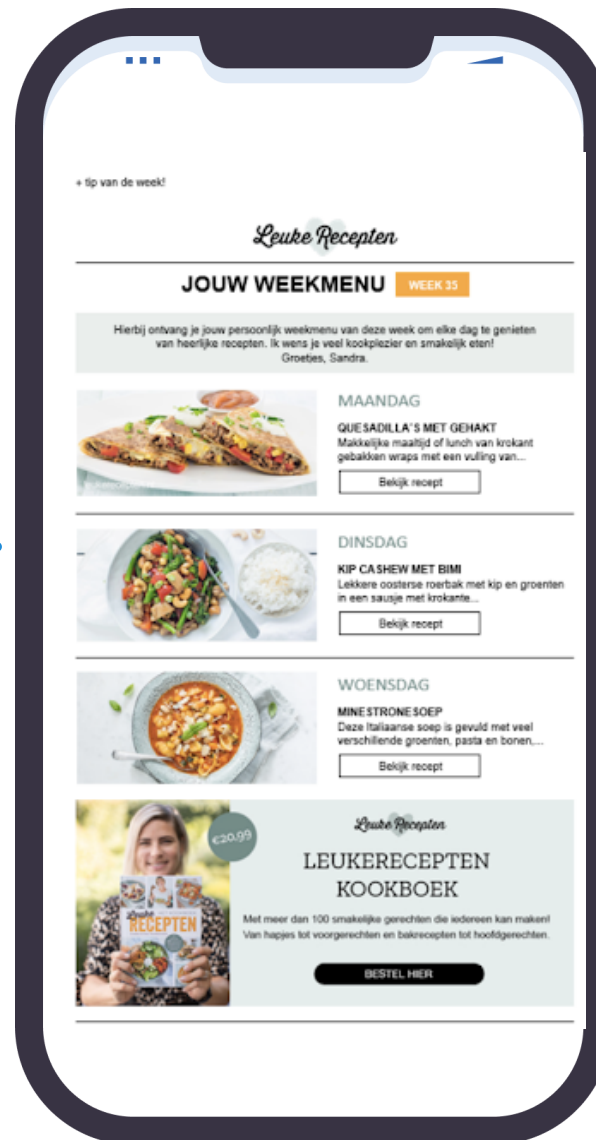 + tip van de week!
Leuke Recepten
JOUW WEEKMENU WEEK 35
Hierbij ontvang je jouw persoonlijk weekmenu van deze week om elke dag te genieten
van heerlijke recepten. Ik wens je veel kookplezier en smakelijk eten!
Groetjes, Sandra.
MAANDAG
QUESADILLA'S MET GEHAKT
Makkelijke maaltijd of lunch van krokant
gebakken wraps met een vulling van...
Bekijk recept
DINSDAG
KIP CASHEW MET BIMI
Lekkere oosterse roerbak met kip en groenten
in een sausje met krokante...
Bekijk recept
WOENSDAG
MINESTRONESOEP
Deze Italiaanse soep is gevuld met veel
verschillende groenten, pasta en bonen,...
Bekijk recept
€20,99
Leuke
RECEPTEN
Leuke Recepten
LEUKERECEPTEN
KOOKBOEK
Met meer dan 100 smakelijke gerechten die iedereen kan maken!
Van hapjes tot voorgerechten en bakrecepten tot hoofdgerechten.
BESTEL HIER